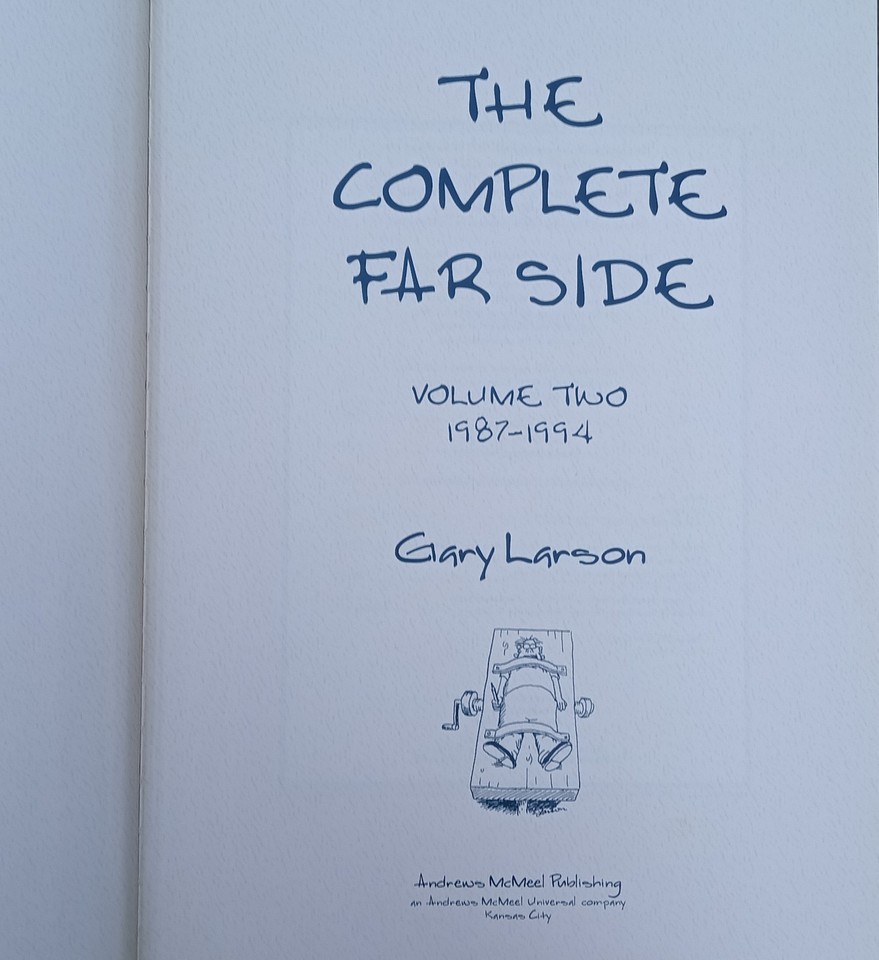 THE
COMPLETE
FAR SIDE
VOLUME TWO
1987-1994
Gary Larson
Andrews McMeel Publishing
an Andrews McMeel Universal company
Kansas City